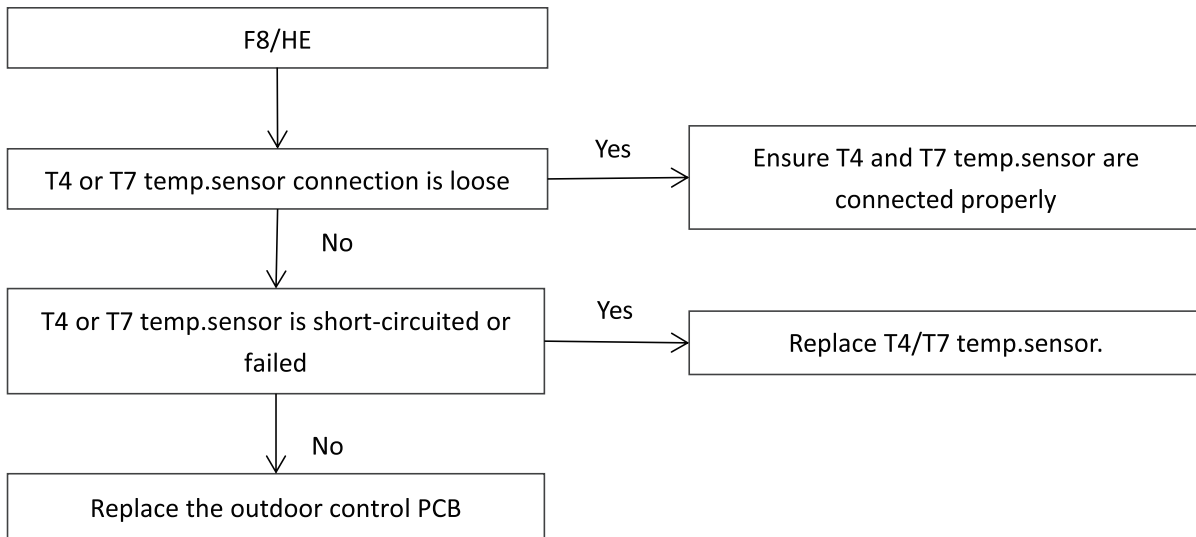 F8/HE
Yes
T4 or T7 temp.sensor connection is loose
Ensure T4 and T7 temp.sensor are
connected properly
No
T4 or T7 temp.sensor is short-circuited or
failed
Yes
Replace T4/T7 temp.sensor.
No
Replace the outdoor control PCB